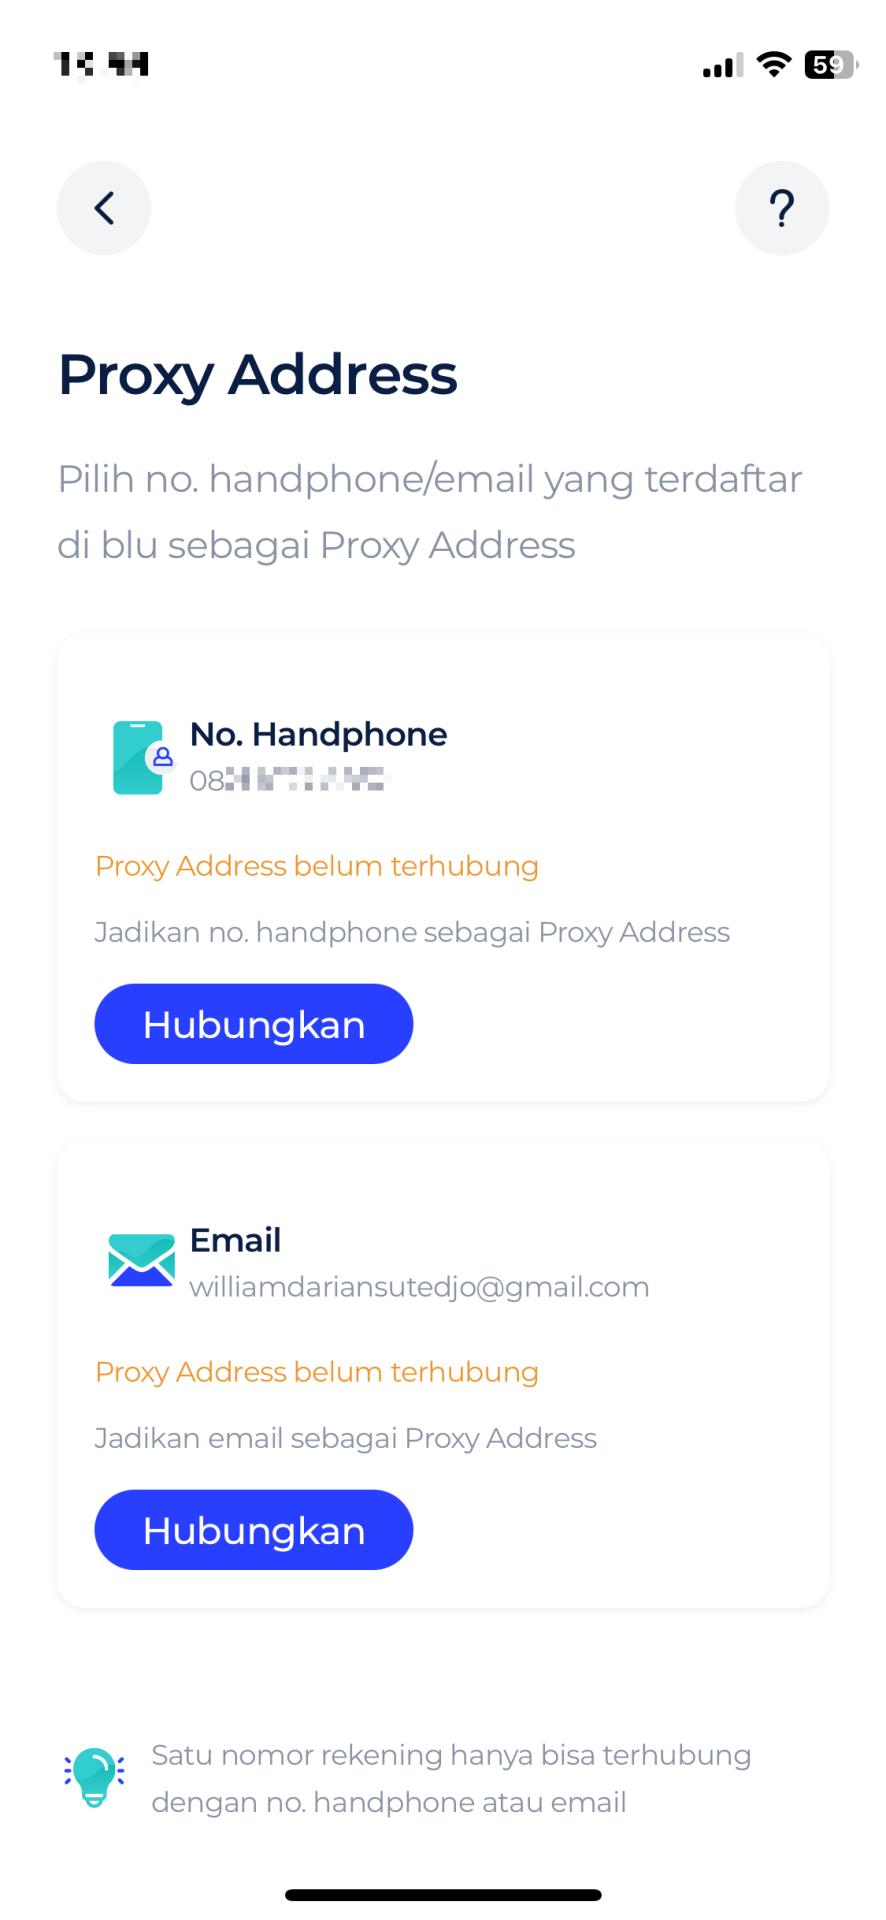 59
?
Proxy Address
Pilih no. handphone/email yang terdaftar
di blu sebagai Proxy Address
No. Handphone
08
Proxy Address belum terhubung
Jadikan no. handphone sebagai Proxy Address
Hubungkan
Email
williamdariansutedjo@gmail.com
Proxy Address belum terhubung
Jadikan email sebagai Proxy Address
Hubungkan
Satu nomor rekening hanya bisa terhubung
dengan no. handphone atau email